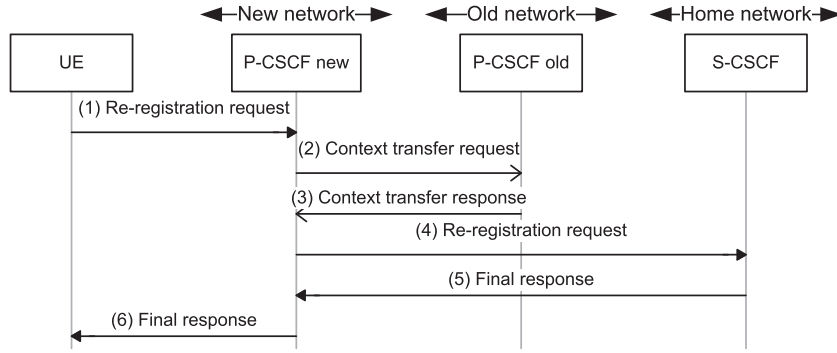 New network
Old network
Home network
UE
P-CSCF new
P-CSCF old
S-CSCF
(1) Re-registration request
(2) Context transfer request
(3) Context transfer response
(4) Re-registration request
(5) Final response
(6) Final response